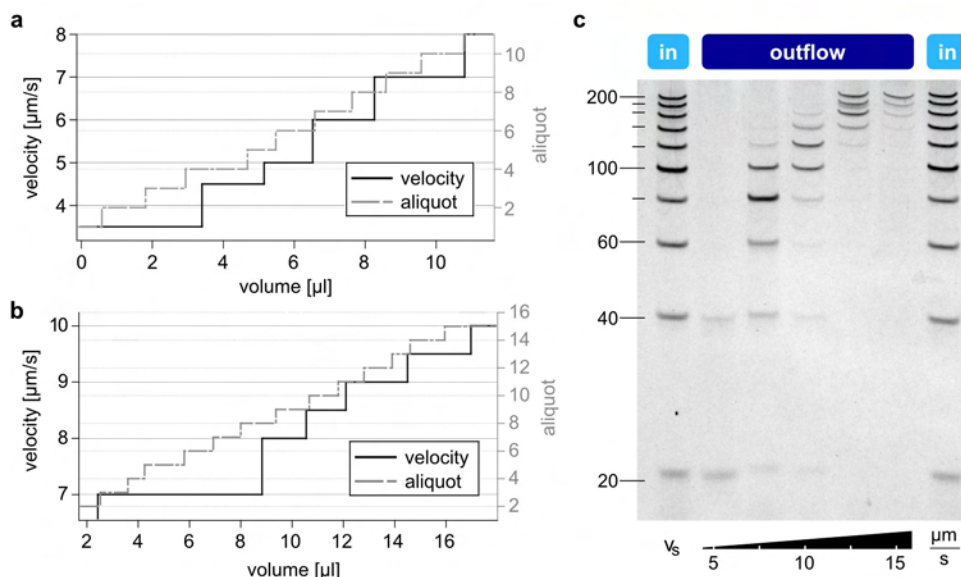 a
8
7
6
5
4
velocity [µm/s]
10
8
6
4
2
aliquot
velocity
aliquot
0 2 4 6 8 10
volume [µl]
b
10
9
8
7
velocity [µm/s]
16
14
12
10
8
6
4
2
aliquot
velocity
aliquot
2 4 6 8 10 12 14 16
volume [µl]
c
in outflow in
200
100
60
40
20
vs 5 10 15 µm
s